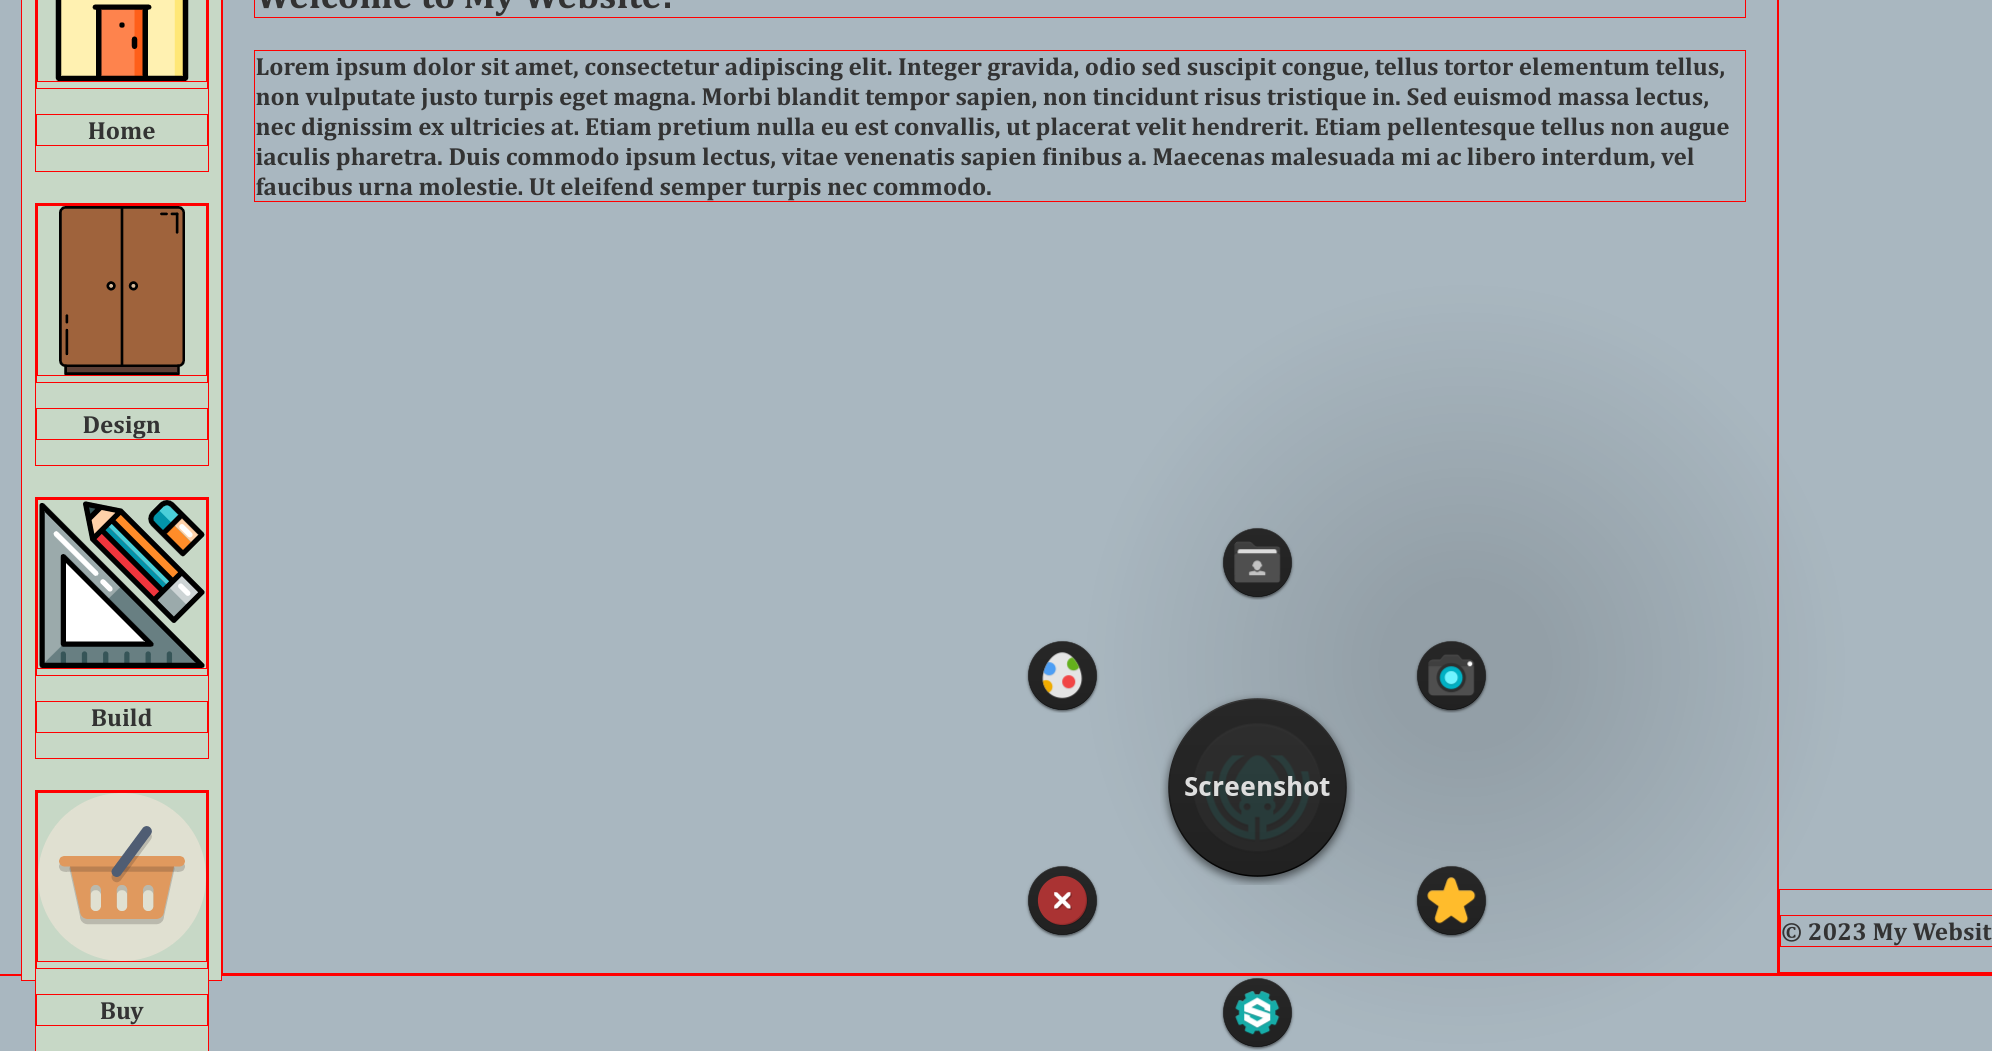 Welcome to My Website!
Lorem ipsum dolor sit amet, consectetur adipiscing elit. Integer gravida, odio sed suscipit congue, tellus tortor elementum tellus,
non vulputate justo turpis eget magna. Morbi blandit tempor sapien, non tincidunt risus tristique in. Sed euismod massa lectus,
nec dignissim ex ultricies at. Etiam pretium nulla eu est convallis, ut placerat velit hendrerit. Etiam pellentesque tellus non augue
iaculis pharetra. Duis commodo ipsum lectus, vitae venenatis sapien finibus a. Maecenas malesuada mi ac libero interdum, vel
faucibus urna molestie. Ut eleifend semper turpis nec commodo.
Home
Design
Build
Buy
Screenshot
© 2023 My Websit